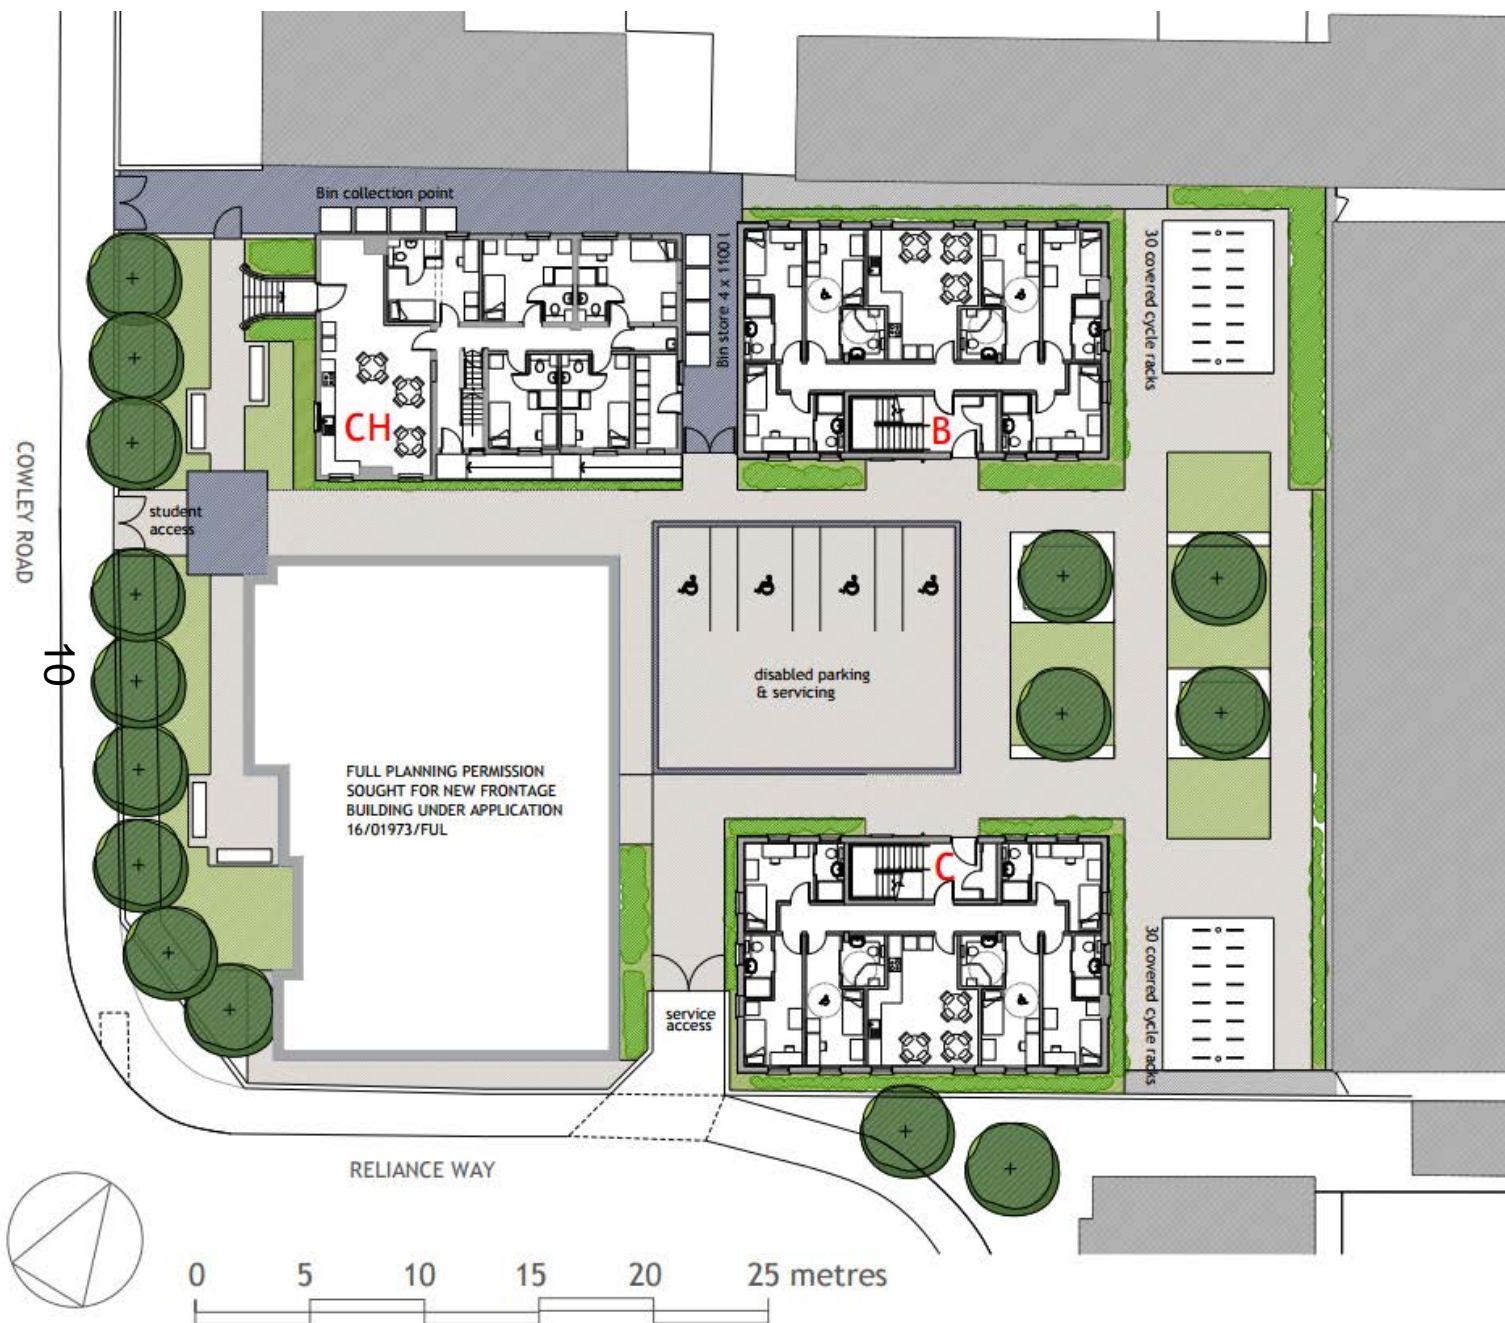 Bin collection point
Bin store 4 x 1100 l
30 covered cycle racks
CH
B
COWLEY ROAD
student
access
10
disabled parking
& servicing
FULL PLANNING PERMISSION
SOUGHT FOR NEW FRONTAGE
BUILDING UNDER APPLICATION
16/01973/FUL
C
30 covered cycle racks
service
access
RELIANCE WAY
0 5 10 15 20 25 metres